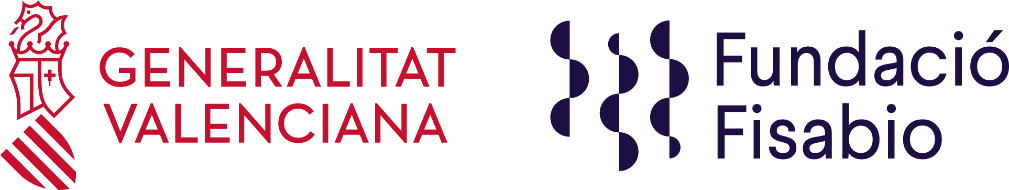 GENERALITAT
VALENCIANA
Fundació
Fisabio